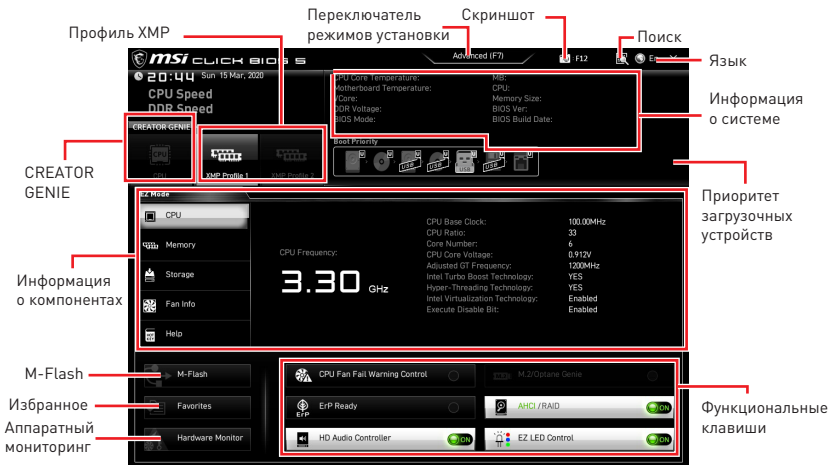 Переключатель
режимов установки
Скриншот
Профиль XMP
Поиск
Язык
msi CLICK BIOS 5
Advanced (F7)
F12
En
20:44 Sun 15 Mar, 2020
CPU Speed
DDR Speed
CPU Core Temperature:
Motherboard Temperature:
VCore:
DDR Voltage:
BIOS Mode:
MB:
CPU:
Memory Size:
BIOS Ver:
BIOS Build Date:
Информация
о системе
CREATOR GENIE
CPU
XMP Profile 1
XMP Profile 2
Boot Priority
U U U U U U U
USB USB USB USB
CREATOR
GENIE
Приоритет
загрузочных
устройств
EZ Mode
CPU
Memory
Storage
Fan Info
Help
CPU Frequency:
3.30 GHz
CPU Base Clock: 100.00MHz
CPU Ratio: 33
Core Number: 6
CPU Core Voltage: 0.912V
Adjusted GT Frequency: 1200MHz
Intel Turbo Boost Technology: YES
Hyper-Threading Technology: YES
Intel Virtualization Technology: Enabled
Execute Disable Bit: Enabled
Информация
о компонентах
M-Flash
Избранное
Аппаратный
мониторинг
M-Flash
Favorites
Hardware Monitor
CPU Fan Fail Warning Control
M.2/Optane Genie
ErP
ErP Ready
AHCI /RAID ON
HD Audio Controller ON
EZ LED Control ON
Функциональные
клавиши